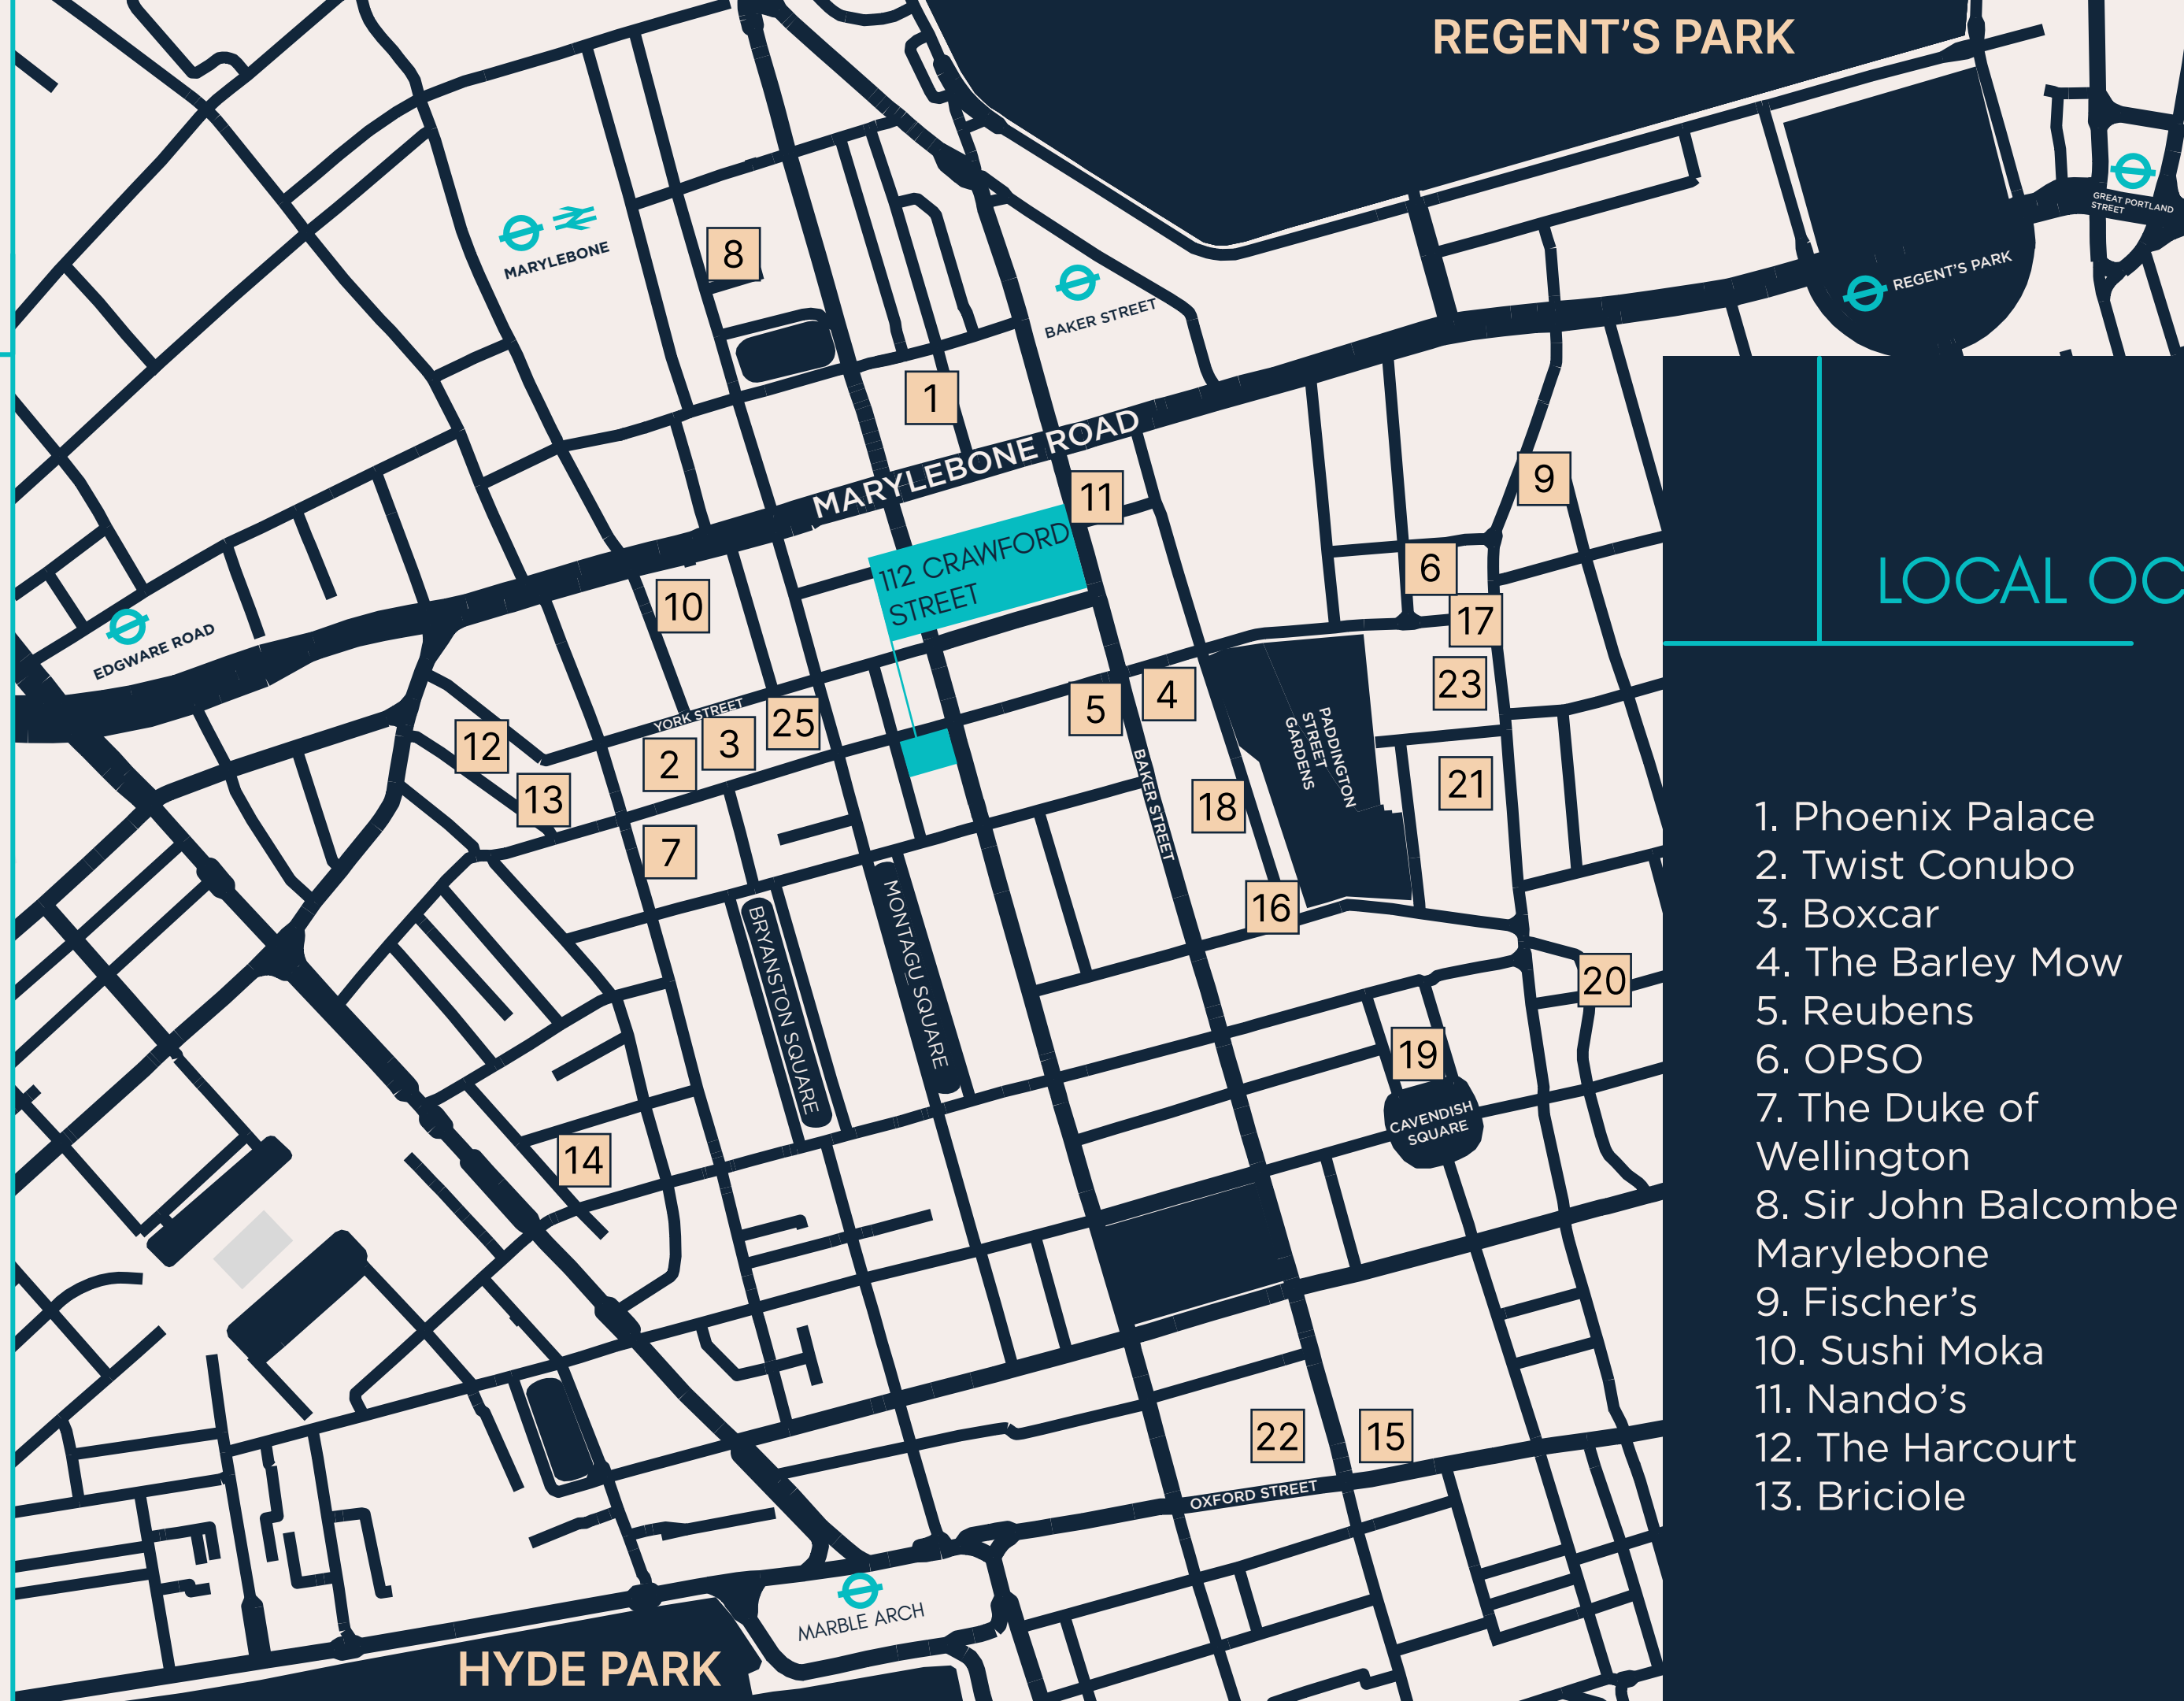 REGENT'S PARK
GREAT PORTLAND
STREET
REGENT'S PARK
MARYLEBONE
8
BAKER STREET
1
MARYLEBONE ROAD
9
11
112 CRAWFORD
STREET
6
10
17
EDGWARE ROAD
LOCAL OC
23
4
5
YORK STREET
25
3
2
12
13
PADDINGTON
STREET
GARDENS
21
18
BAKER STREET
7
16
MONTAGU SQUARE
BRYANSTON SQUARE
20
19
CAVENDISH
SQUARE
14
22
15
OXFORD STREET
MARBLE ARCH
HYDE PARK
1. Phoenix Palace
2. Twist Conubo
3. Boxcar
4. The Barley Mow
5. Reubens
6. OPSO
7. The Duke of
Wellington
8. Sir John Balcombe
Marylebone
9. Fischer's
10. Sushi Moka
11. Nando's
12. The Harcourt
13. Briciole